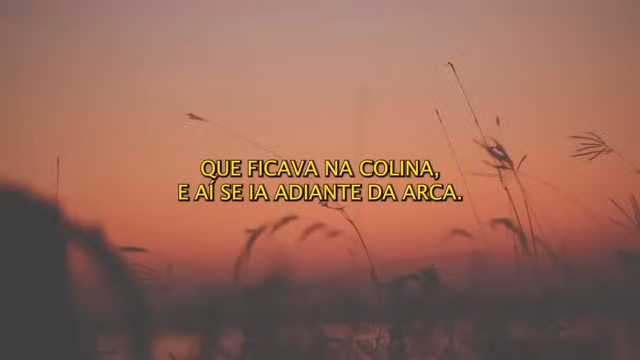 QUE FICAVA NA COLINA,
E AÍ SE IA ADIANTE DA ARCA.